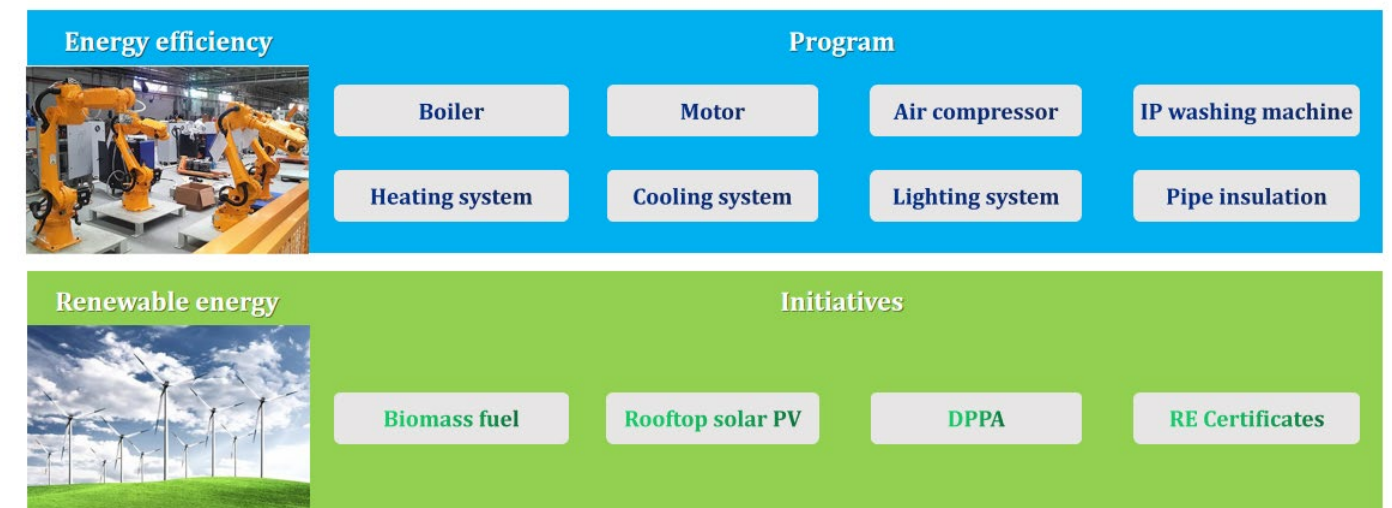 Energy efficiency
Program
Boiler
Motor
Air compressor
IP washing machine
Heating system
Cooling system
Lighting system
Pipe insulation
Renewable energy
Initiatives
Biomass fuel
Rooftop solar PV
DPPA
RE Certificates